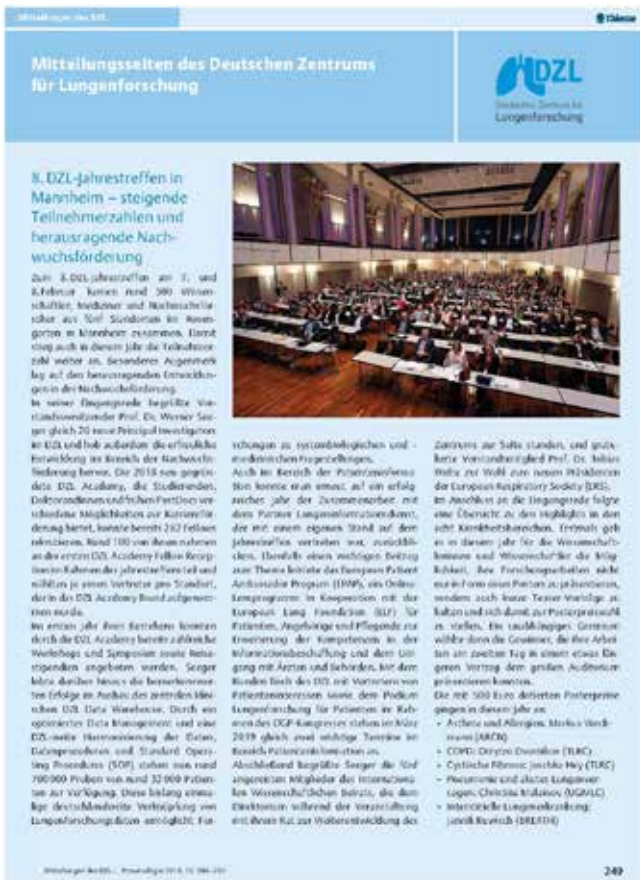 Mitteilungen des DZL
Thieme
Mitteilungsseiten des Deutschen Zentrums
für Lungenforschung
DZL
Deutsches Zentrum für
Lungenforschung
8. DZL-Jahrestreffen in
Mannheim – steigende
Teilnehmerzahlen und
herausragende Nach-
wuchsförderung
Zum 8. DZL-Jahrestreffen am 7. und
8. Februar kamen rund 500 Wissen-
schaftler, Mediziner und Nachwuchsfor-
scher aus fünf Standorten im Rosen-
garten in Mannheim zusammen. Damit
stieg auch in diesem Jahr die Teilnehmer-
zahl weiter an. Besonderes Augenmerk
lag auf den herausragenden Entwicklun-
gen in der Nachwuchsförderung.
In seiner Eingangsrede begrüßte Vor-
standsvorsitzender Prof. Dr. Werner See-
ger gleich 20 neue Principal Investigators
im DZL und hob außerdem die erfreuliche
Entwicklung im Bereich der Nachwuchs-
förderung hervor. Die 2018 neu gegrün-
dete DZL Academy, die Studierenden,
Doktorandinnen und frühen PostDocs ver-
schiedene Möglichkeiten zur Karriereför-
derung bietet, konnte bereits 262 Fellows
rekrutieren. Rund 100 von ihnen nahmen
an der ersten DZL Academy Fellow Recep-
tion im Rahmen des Jahrestreffens teil und
wählten je einen Vertreter pro Standort,
der in das DZL Academy Board aufgenom-
men wurde.
Im ersten Jahr ihres Bestehens konnten
durch die DZL Academy bereits zahlreiche
Workshops und Symposien sowie Reise-
stipendien angeboten werden. Seeger
lobte darüber hinaus die bemerkenswer-
ten Erfolge im Ausbau des zentralen klini-
schen DZL Data Warehouse. Durch ein
optimiertes Data Management und eine
DZL-weite Harmonisierung der Daten,
Datenprozeduren und Standard Opera-
ting Procedures (SOP) stehen nun rund
700 000 Proben von rund 32 000 Patien-
ten zur Verfügung. Diese bislang einma-
lige deutschlandweite Verknüpfung von
Lungenforschungsdaten ermöglicht For-
schungen zu systembiologischen und -
medizinischen Fragestellungen.
Auch im Bereich der Patienteninforma-
tion konnte man erneut auf ein erfolg-
reiches Jahr der Zusammenarbeit mit
dem Partner Lungeninformationsdienst,
der mit einem eigenen Stand auf dem
Jahrestreffen vertreten war, zurückbli-
cken. Ebenfalls einen wichtigen Beitrag
zum Thema leistete das European Patient
Ambassador Program (EPAP), ein Online-
Lernprogramm in Kooperation mit der
European Lung Foundation (ELF) für
Patienten, Angehörige und Pflegende zur
Erweiterung der Kompetenzen in der
Informationsbeschaffung und dem Um-
gang mit Ärzten und Behörden. Mit dem
Runden Tisch des DZL mit Vertretern von
Patienteninteressen sowie dem Podium
Lungenforschung für Patienten im Rah-
men des DGP-Kongresses stehen im März
2019 gleich zwei wichtige Termine im
Bereich Patienteninformation an.
Abschließend begrüßte Seeger die fünf
angereisten Mitglieder des Internationa-
len Wissenschaftlichen Beirats, die dem
Direktorium während der Veranstaltung
mit ihrem Rat zur Weiterentwicklung des
Zentrums zur Seite standen, und gratu-
lierte Vorstandsmitglied Prof. Dr. Tobias
Welte zur Wahl zum neuen Präsidenten
der European Respiratory Society (ERS).
Im Anschluss an die Eingangsrede folgte
eine Übersicht zu den Highlights in den
acht Krankheitsbereichen. Erstmals gab
es in diesem Jahr für die Wissenschaft-
lerinnen und Wissenschaftler die Mög-
lichkeit, ihre Forschungsarbeiten nicht
nur in Form eines Posters zu präsentieren,
sondern auch kurze Teaser-Vorträge zu
halten und sich damit zur Posterpreiswahl
zu stellen. Ein unabhängiges Gremium
wählte dann die Gewinner, die ihre Arbei-
ten am zweiten Tag in einem etwas län-
geren Vortrag dem großen Auditorium
präsentieren konnten.
Die mit 500 Euro dotierten Posterpreise
gingen in diesem Jahr an:
- Asthma und Allergien: Markus
(ARCN)
- COPD: (TLRC)
- Cystische Fibrose: Joschka Hey (TLRC)
- Pneumonie und akutes Lungenver-
sagen: Christina Malainou (UGMLC)
- Interstitielle Lungenerkrankung:
Jannik Ruwisch (BREATH)
Mitteilungen des DZL Pneumologie 2019; 73:
249